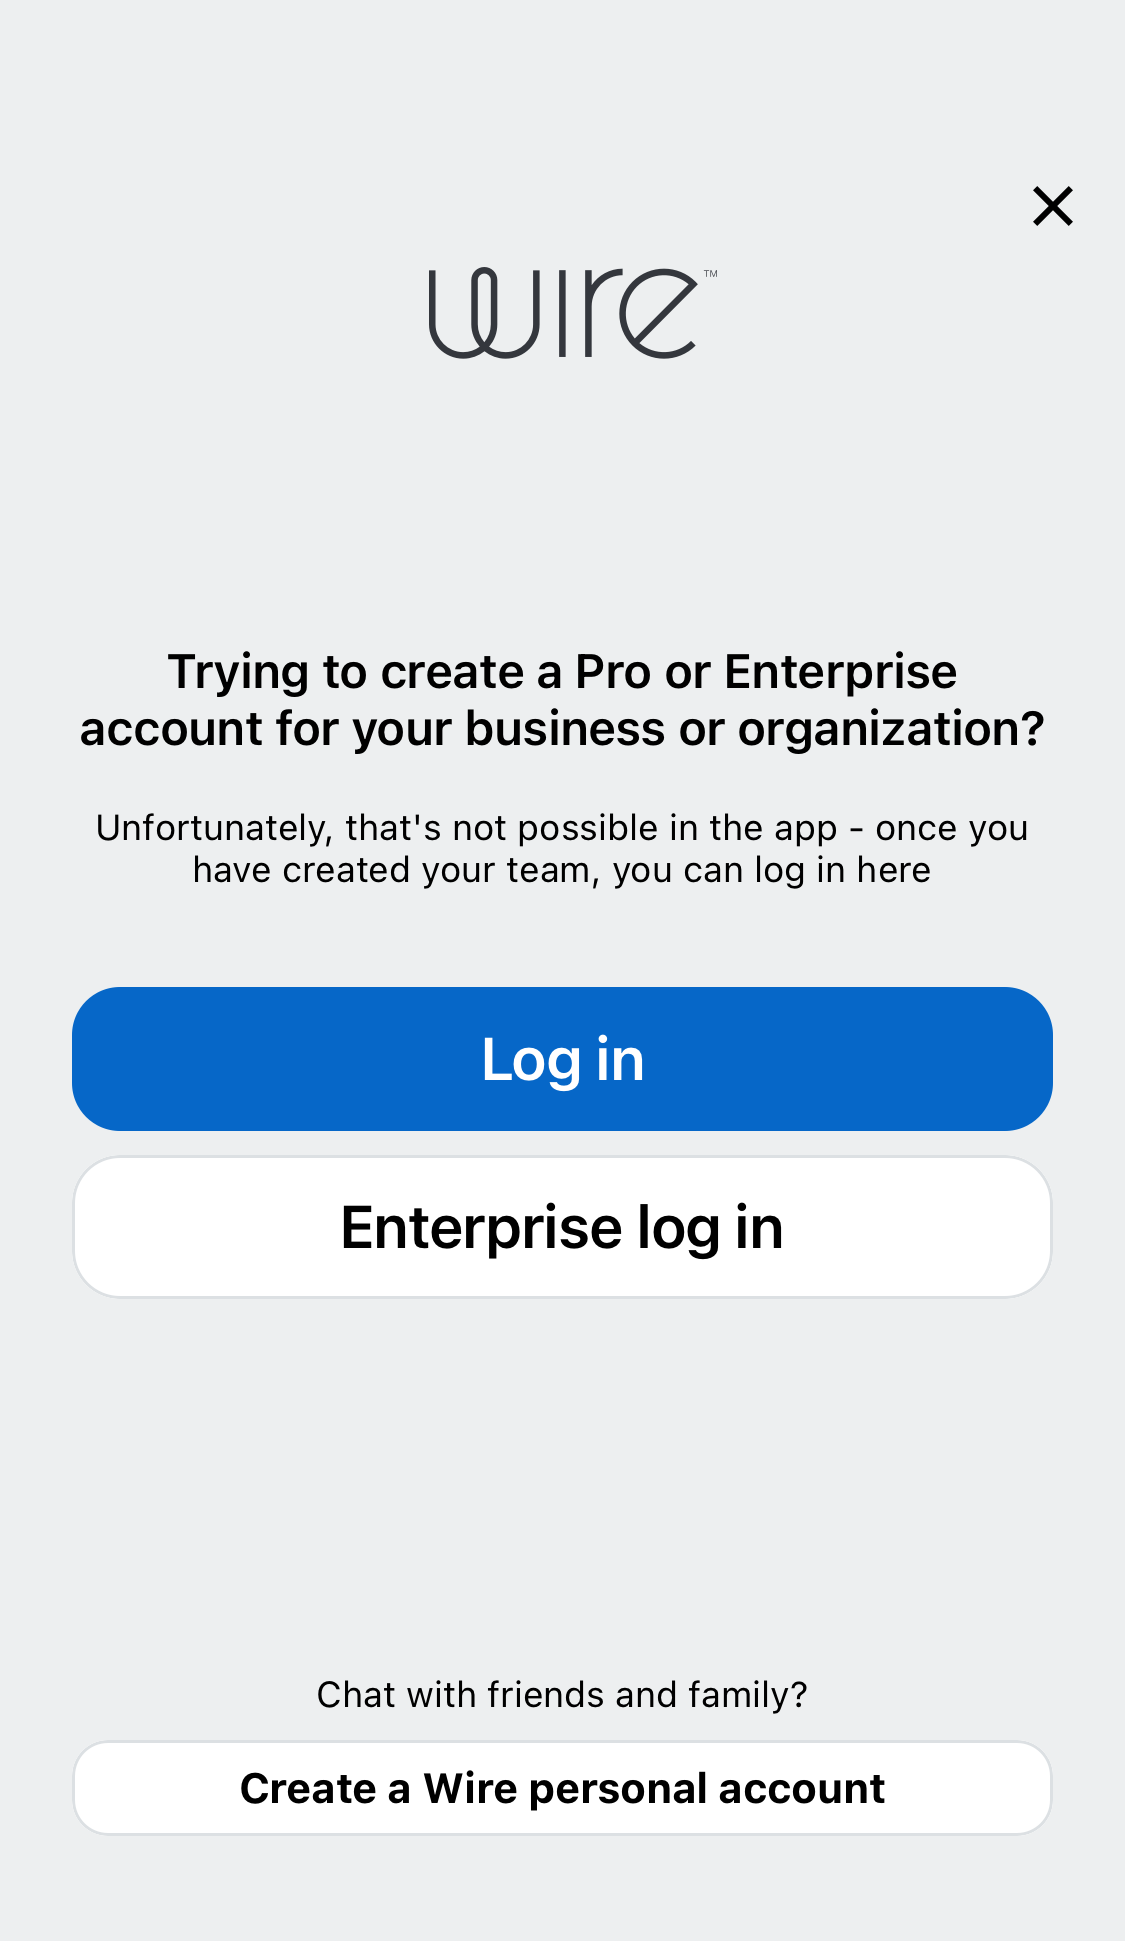 wire™
Trying to create a Pro or Enterprise
account for your business or organization?
Unfortunately, that's not possible in the app - once you
have created your team, you can log in here
Log in
Enterprise log in
Chat with friends and family?
Create a Wire personal account